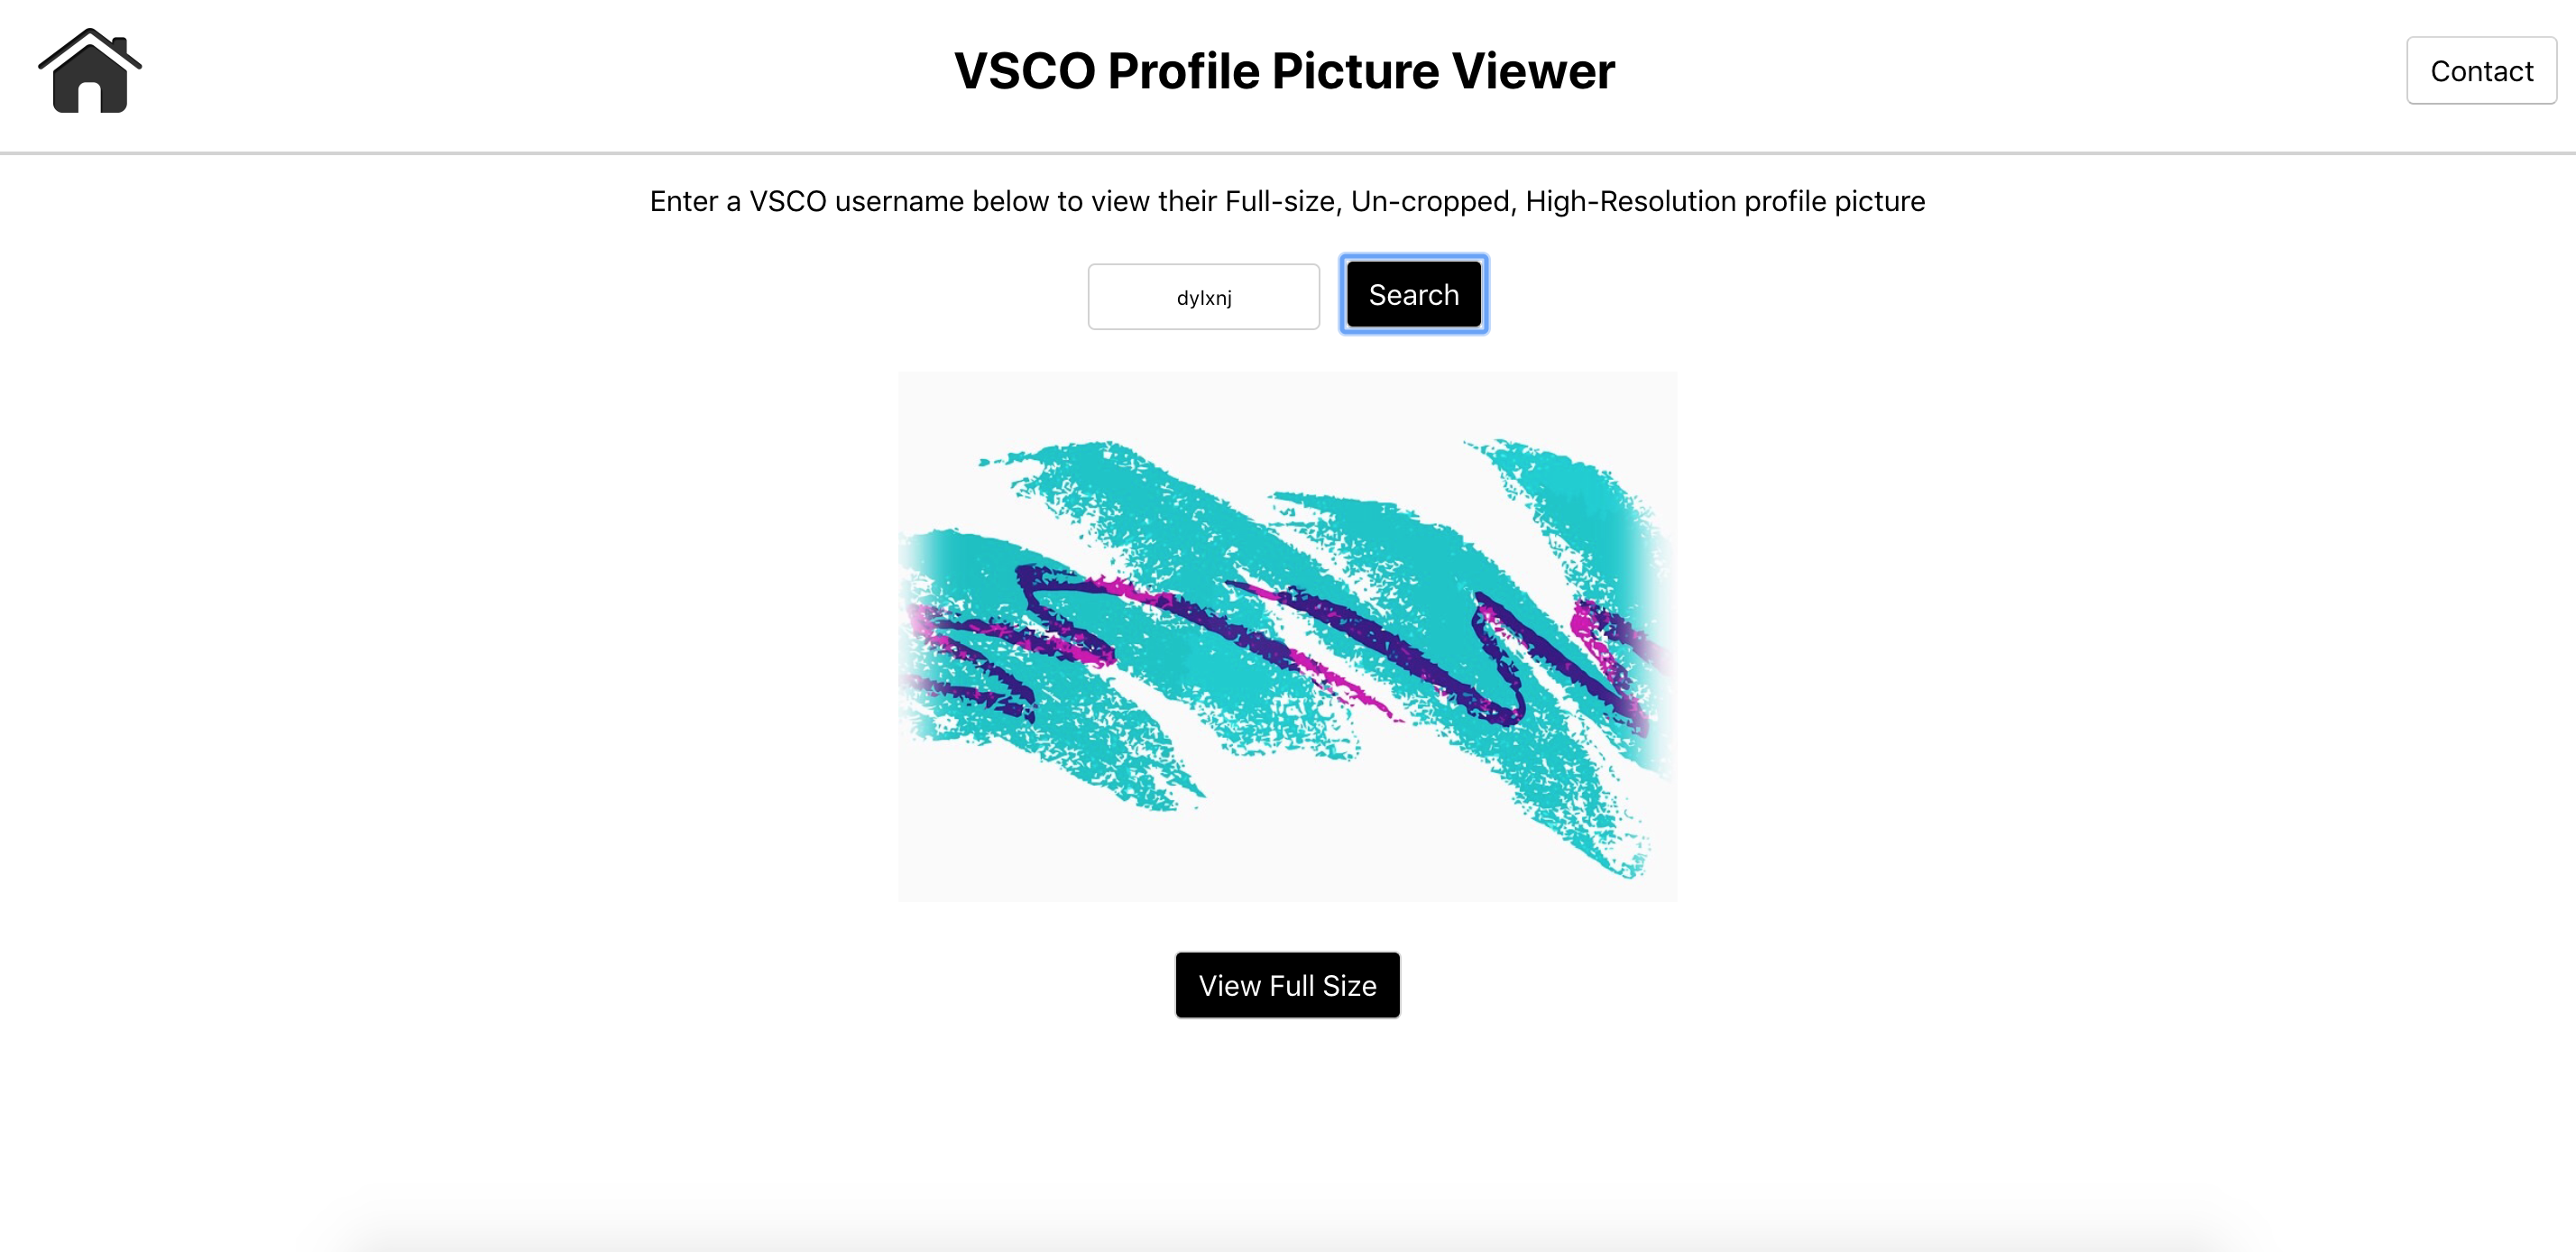 VSCO Profile Picture Viewer
Contact
Enter a VSCO username below to view their Full-size, Un-cropped, High-Resolution profile picture
dylxnj
Search
View Full Size